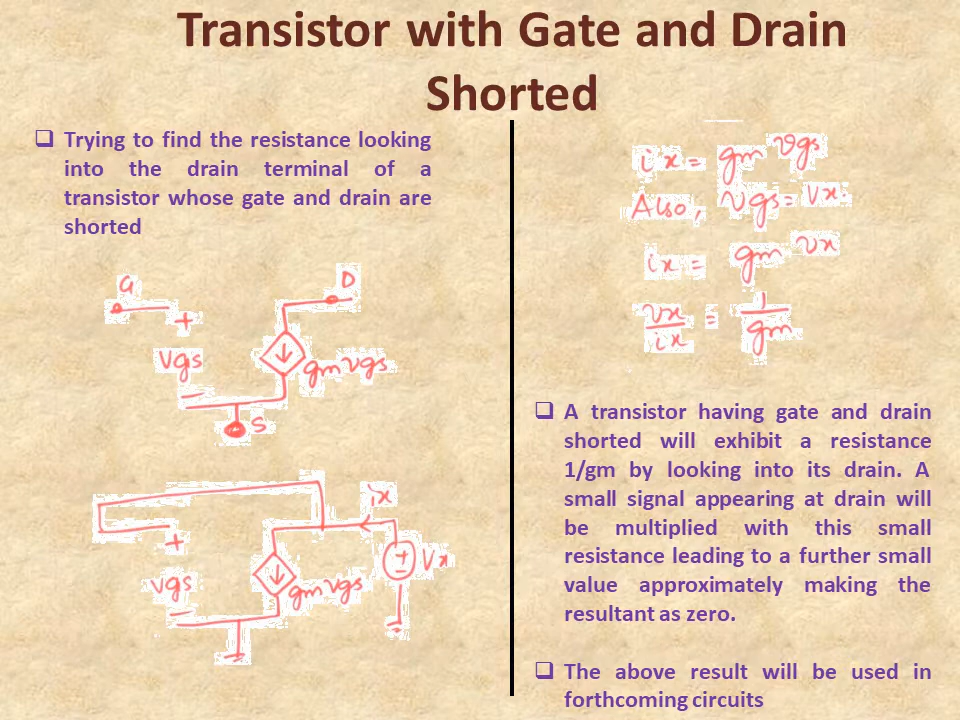 Transistor with Gate and Drain
Shorted
❑ Trying to find the resistance looking
into the drain terminal of a
transistor whose gate and drain are
shorted
G
D
+
Vgs
gmvgs
−
S
ix
+
Vgs
gmvgs
+
−
Vx
−
ix = gm vgs
Also, vgs = Vx.
ix = gm vx
vx/ix = 1/gm
❑ A transistor having gate and drain
shorted will exhibit a resistance
1/gm by looking into its drain. A
small signal appearing at drain will
be multiplied with this small
resistance leading to a further small
value approximately making the
resultant as zero.
❑ The above result will be used in
forthcoming circuits